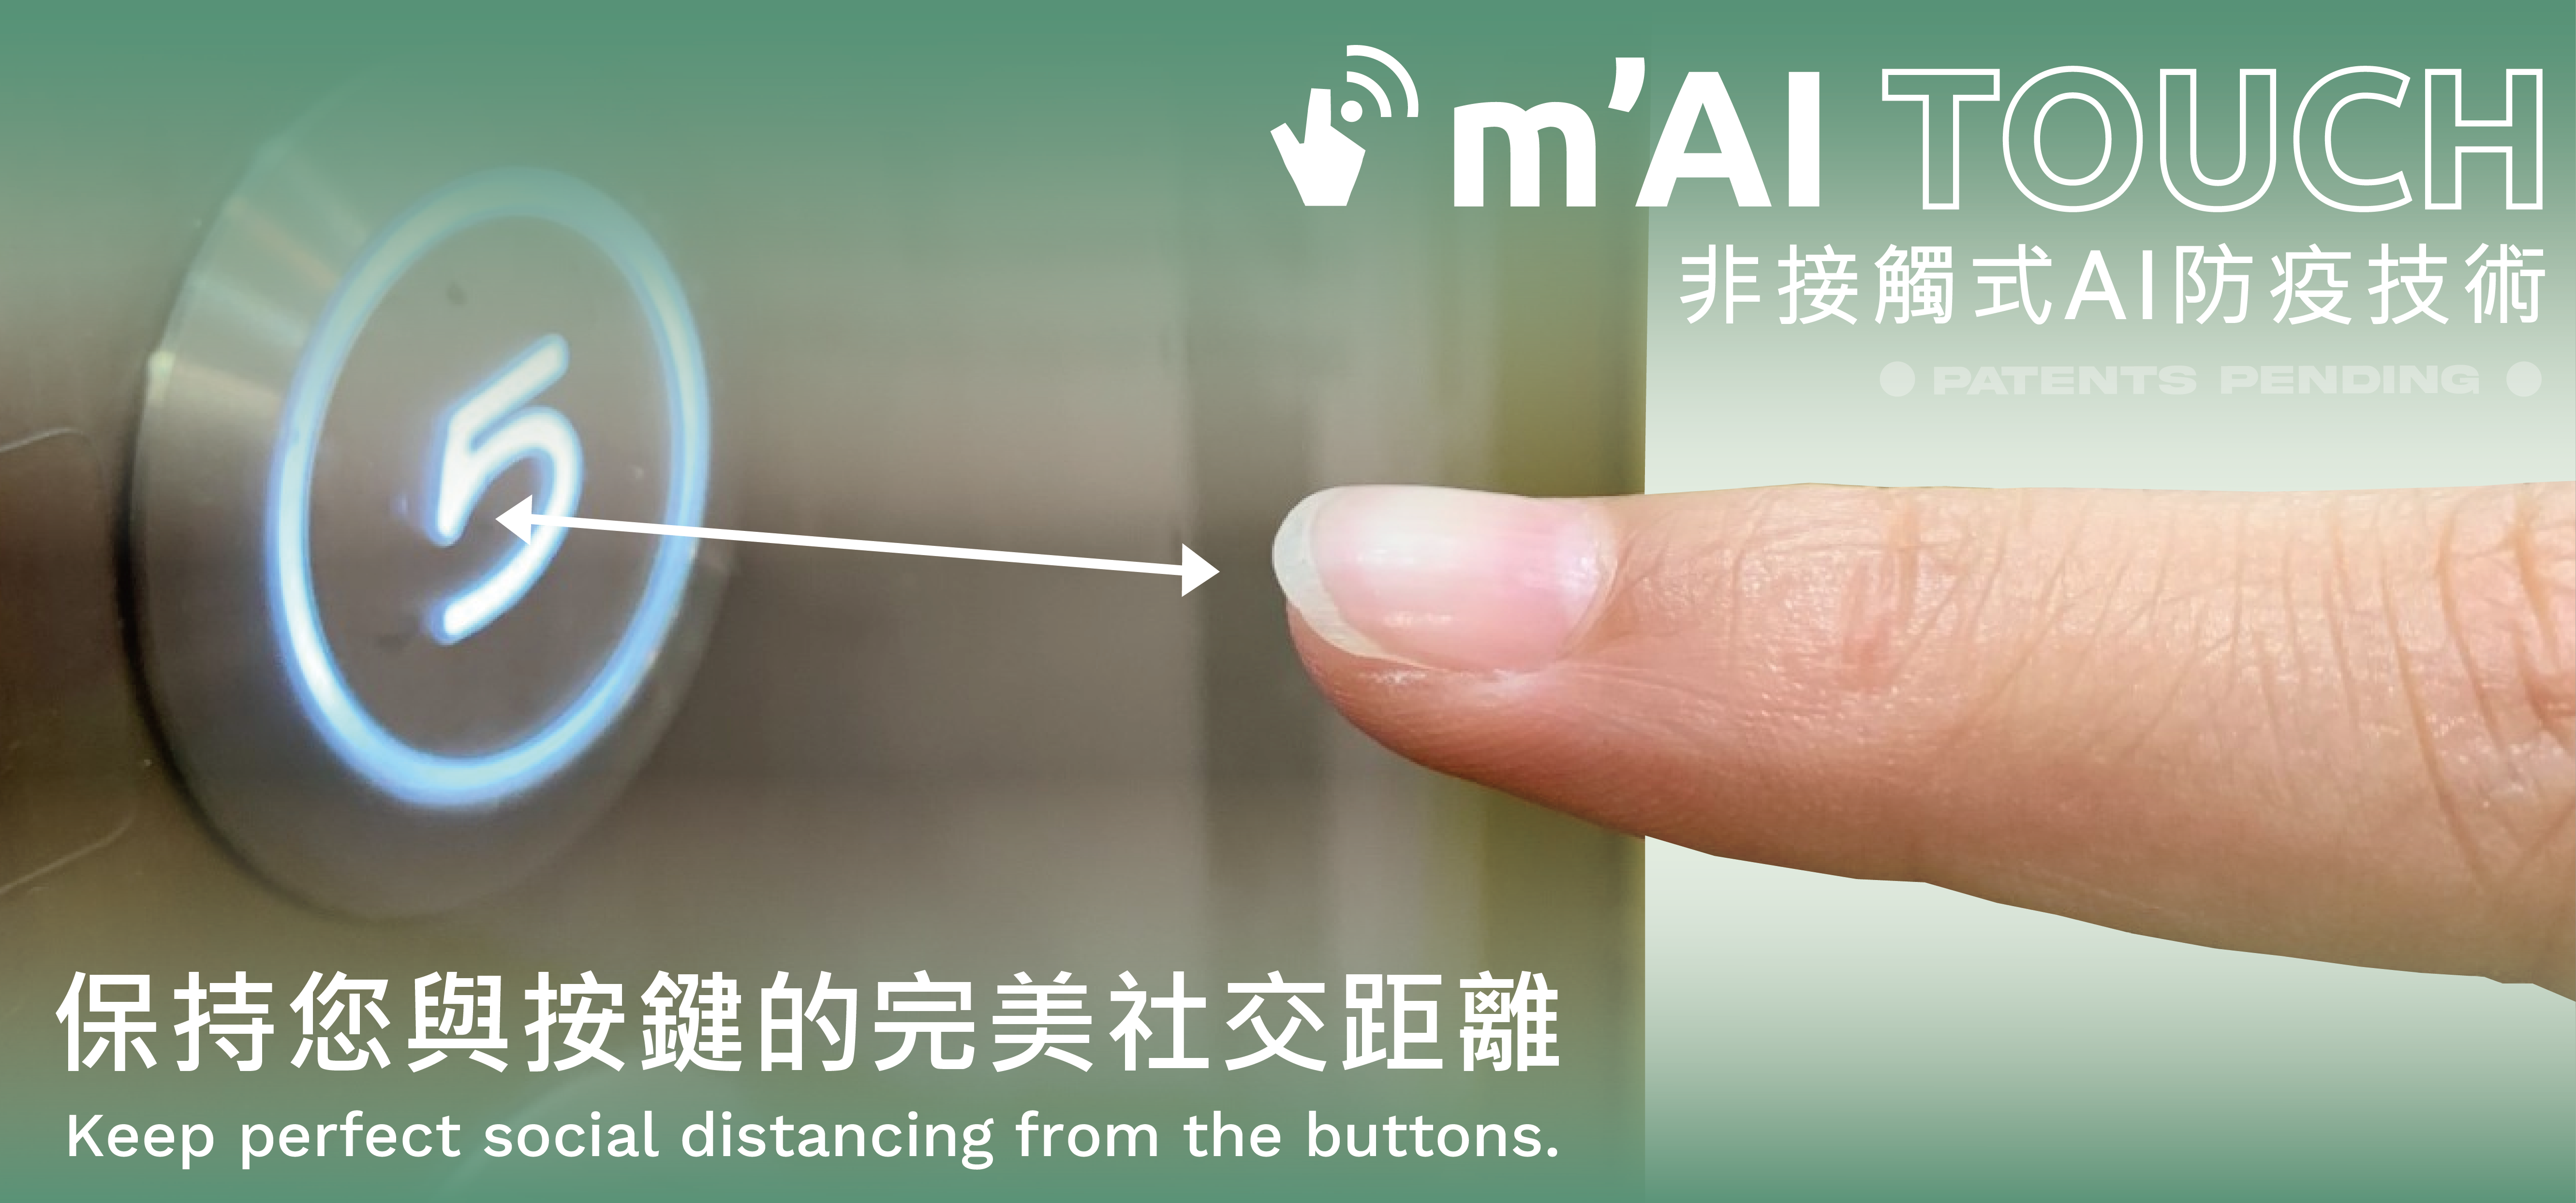 m'AI TOUCH
非接觸式AI防疫技術
PATENTS PENDING
5
保持您與按鍵的完美社交距離
Keep perfect social distancing from the buttons.